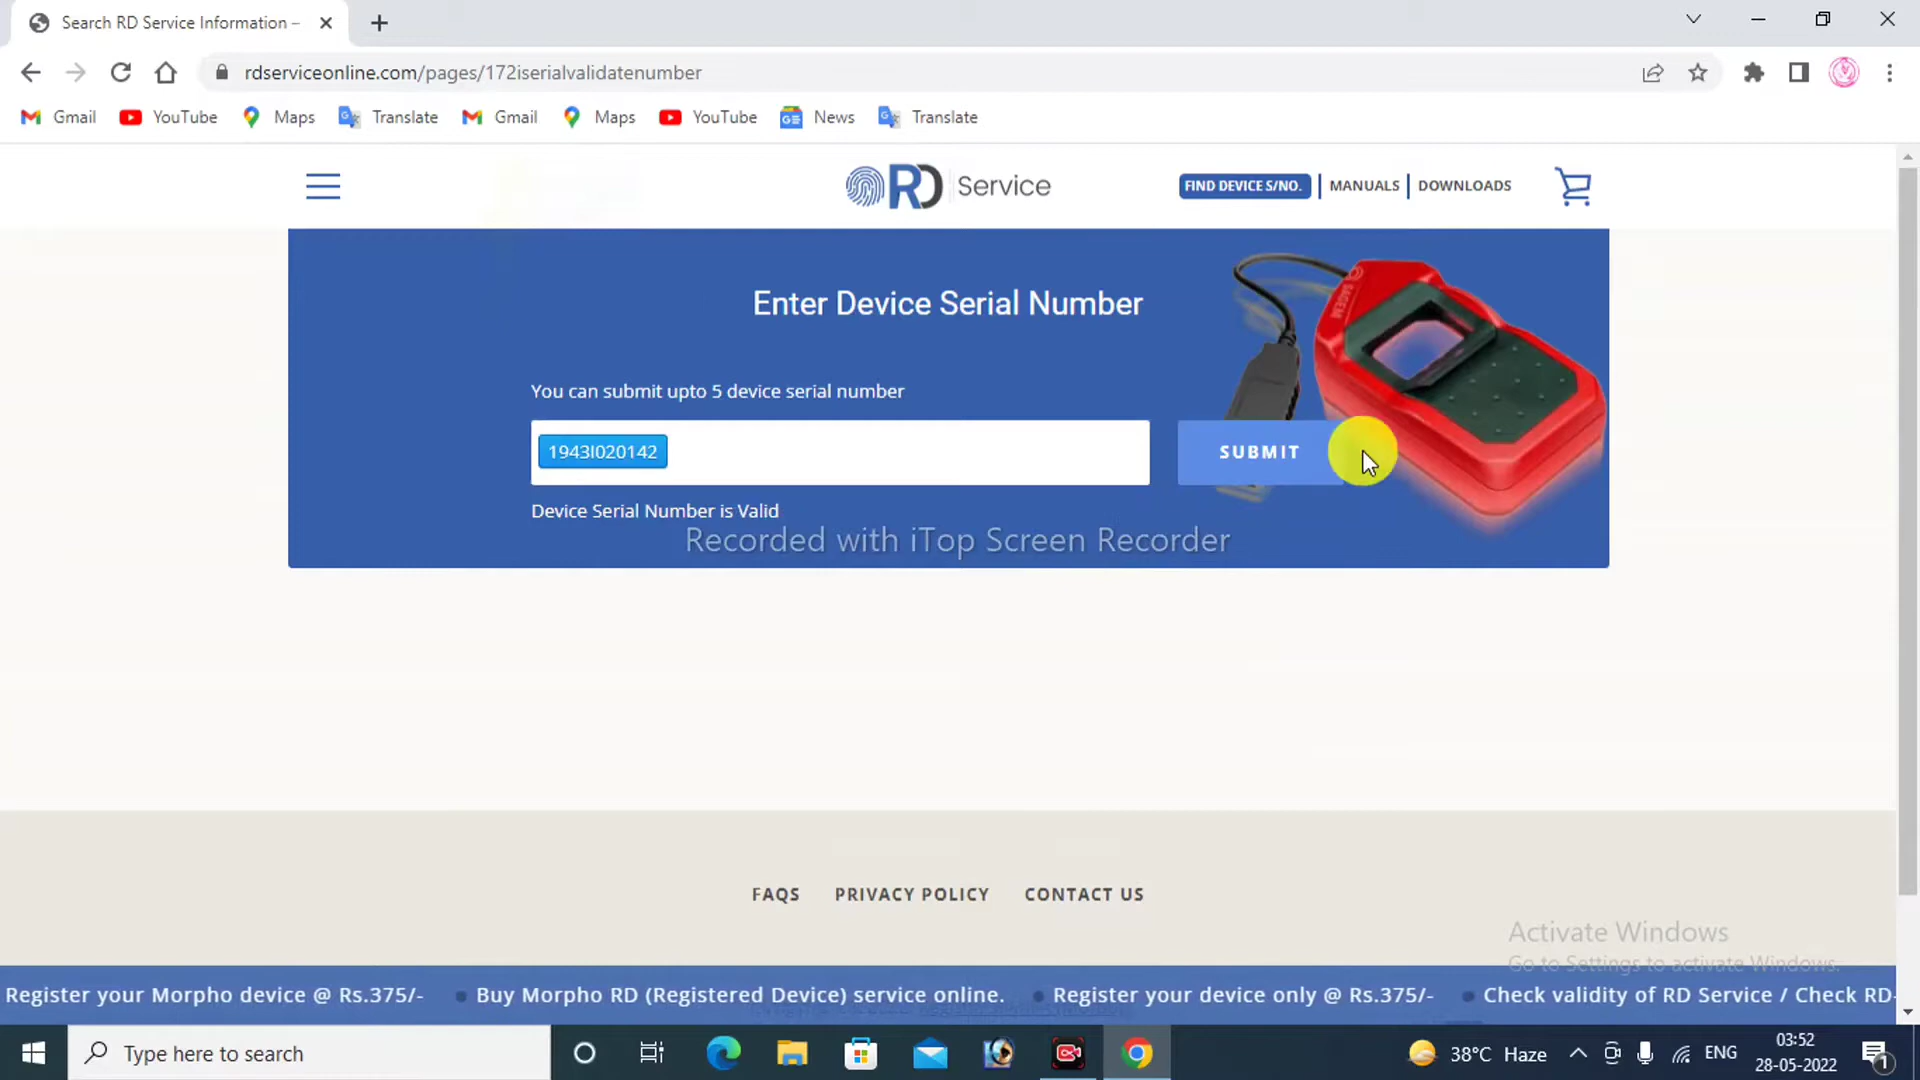 Search RD Service Information –
rdserviceonline.com/pages/172iserialvalidatenumber
Gmail YouTube Maps Translate Gmail Maps YouTube News Translate
RD Service
FIND DEVICE S/NO. MANUALS DOWNLOADS
Enter Device Serial Number
SAGEM
You can submit upto 5 device serial number
1943I020142
SUBMIT
Device Serial Number is Valid
Recorded with iTop Screen Recorder
FAQS PRIVACY POLICY CONTACT US
Activate Windows
Go to Settings to activate Windows.
Register your Morpho device @ Rs.375/- Buy Morpho RD (Registered Device) service online. Register your device only @ Rs.375/- Check validity of RD Service / Check RD-
Type here to search
38°C Haze
ENG
03:52
28-05-2022
1